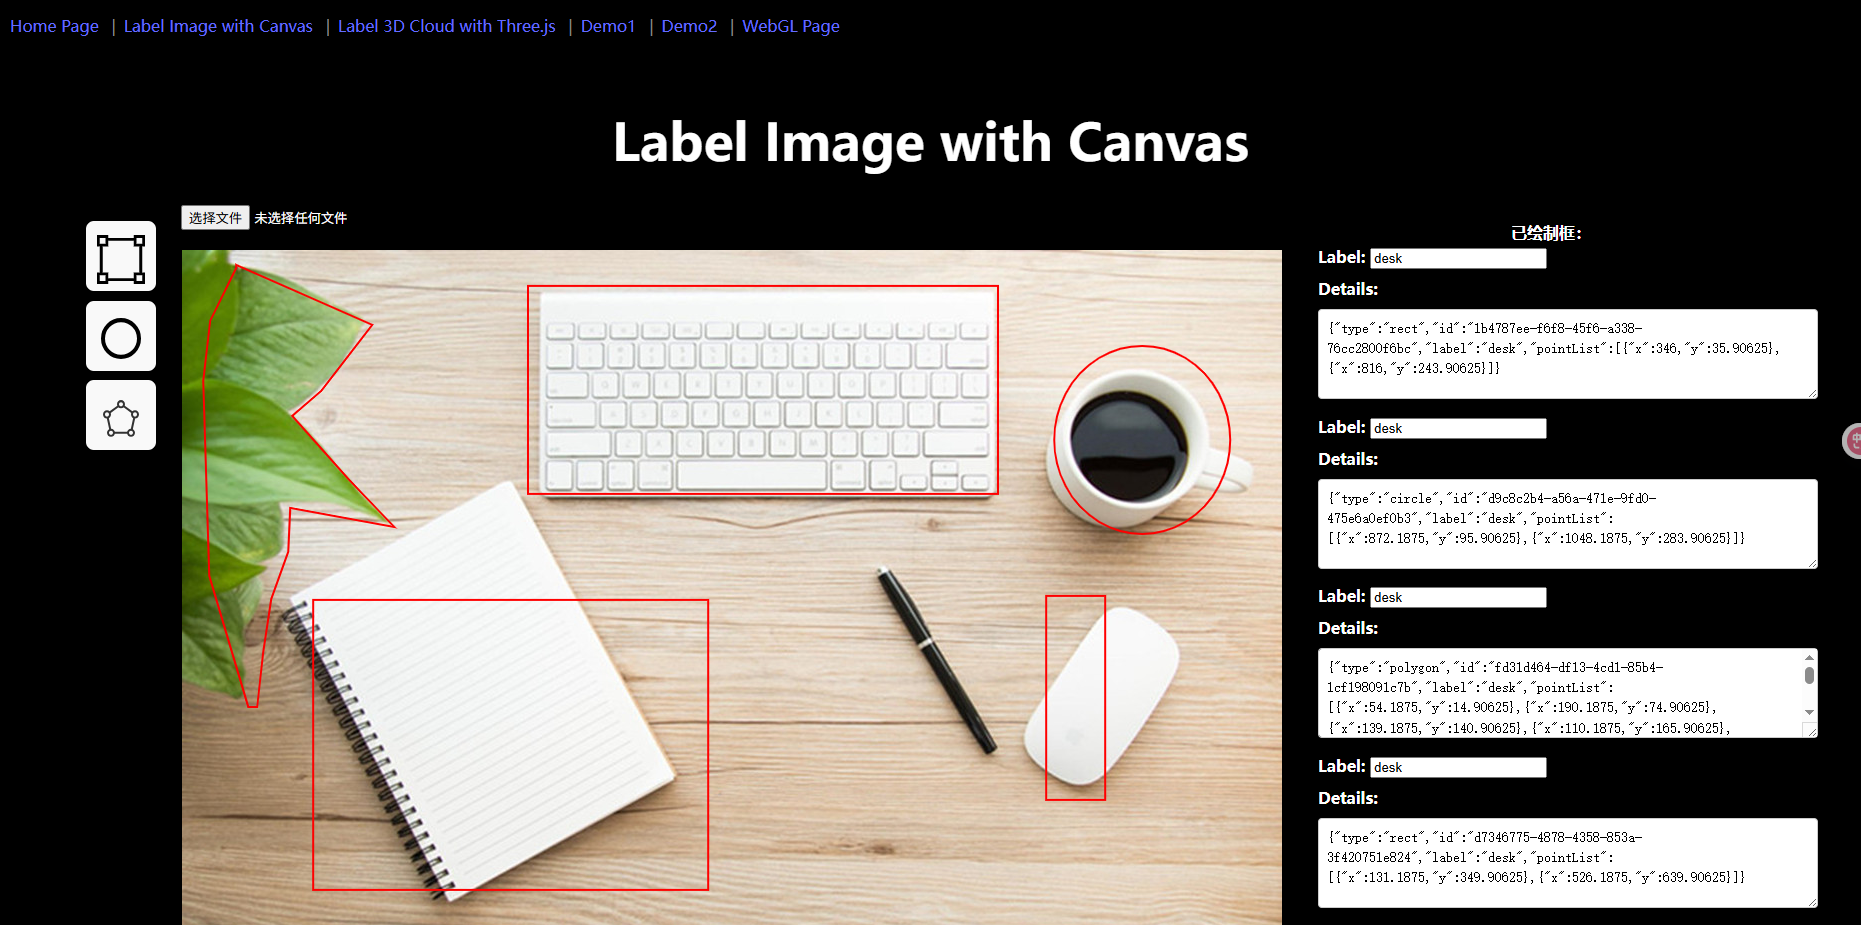 Home Page | Label Image with Canvas | Label 3D Cloud with Three.js | Demo1 | Demo2 | WebGL Page
Label Image with Canvas
选择文件 未选择任何文件
已绘制框：
Label: desk
Details:
{"type":"rect","id":"1b4787ee-f6f8-45f6-a338-
76cc2800f6bc","label":"desk","pointList":[{"x":346,"y":35.90625},
{"x":816,"y":243.90625}]}
Label: desk
Details:
{"type":"circle","id":"d9c8c2b4-a56a-471e-9fd0-
475e6a0ef0b3","label":"desk","pointList":
[{"x":872.1875,"y":95.90625},{"x":1048.1875,"y":283.90625}]}
Label: desk
Details:
{"type":"polygon","id":"fd31d464-df13-4cd1-85b4-
1cf198091c7b","label":"desk","pointList":
[{"x":54.1875,"y":14.90625},{"x":190.1875,"y":74.90625},
{"x":139.1875,"y":140.90625},{"x":110.1875,"y":165.90625},
Label: desk
Details:
{"type":"rect","id":"d7346775-4878-4358-853a-
3f420751e824","label":"desk","pointList":
[{"x":131.1875,"y":349.90625},{"x":526.1875,"y":639.90625}]}
中